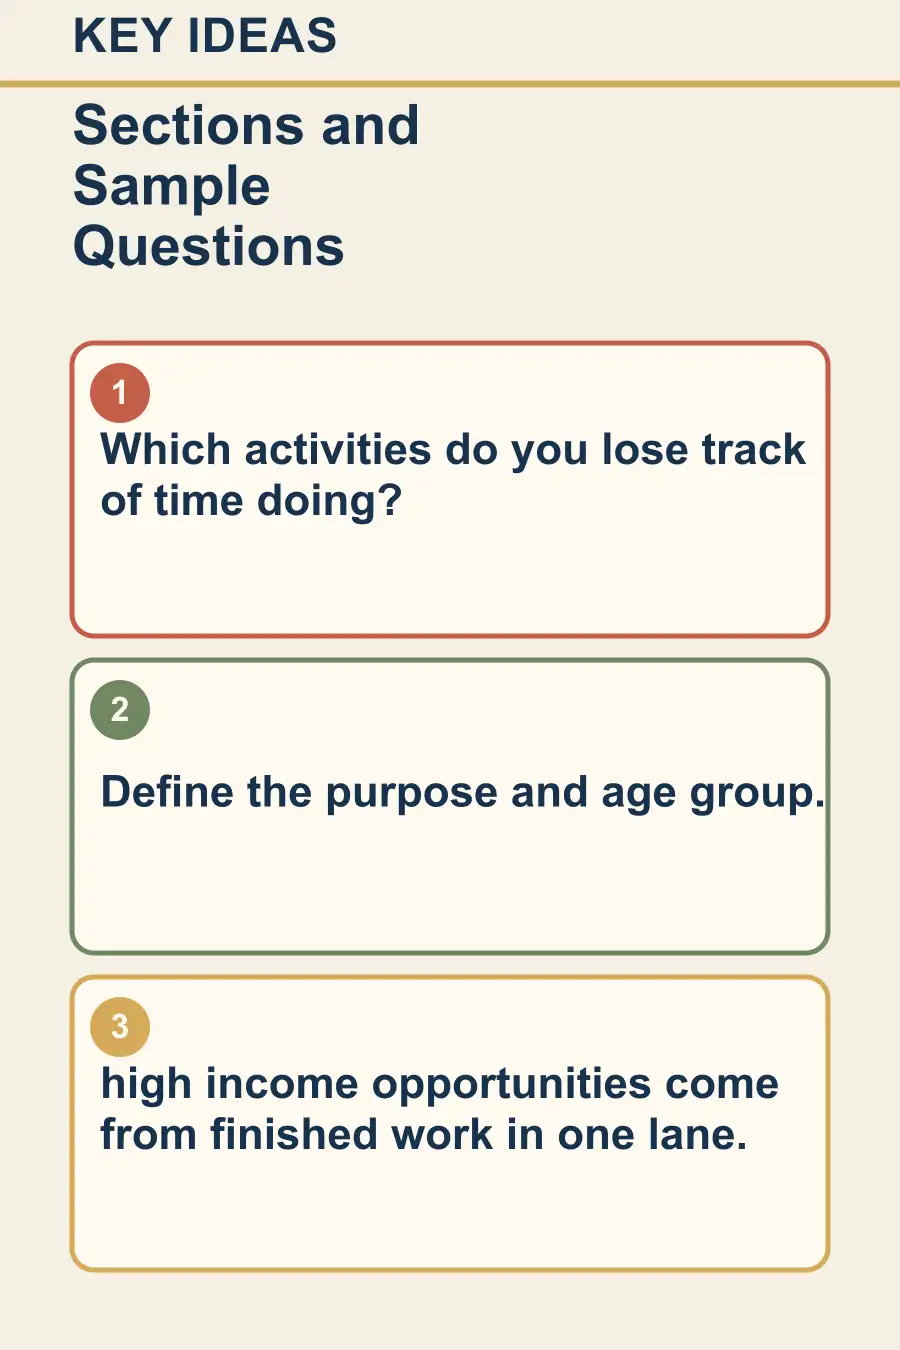 KEY IDEAS
Sections and
Sample
Questions
1
Which activities do you lose track
of time doing?
2
Define the purpose and age group.
3
high income opportunities come
from finished work in one lane.